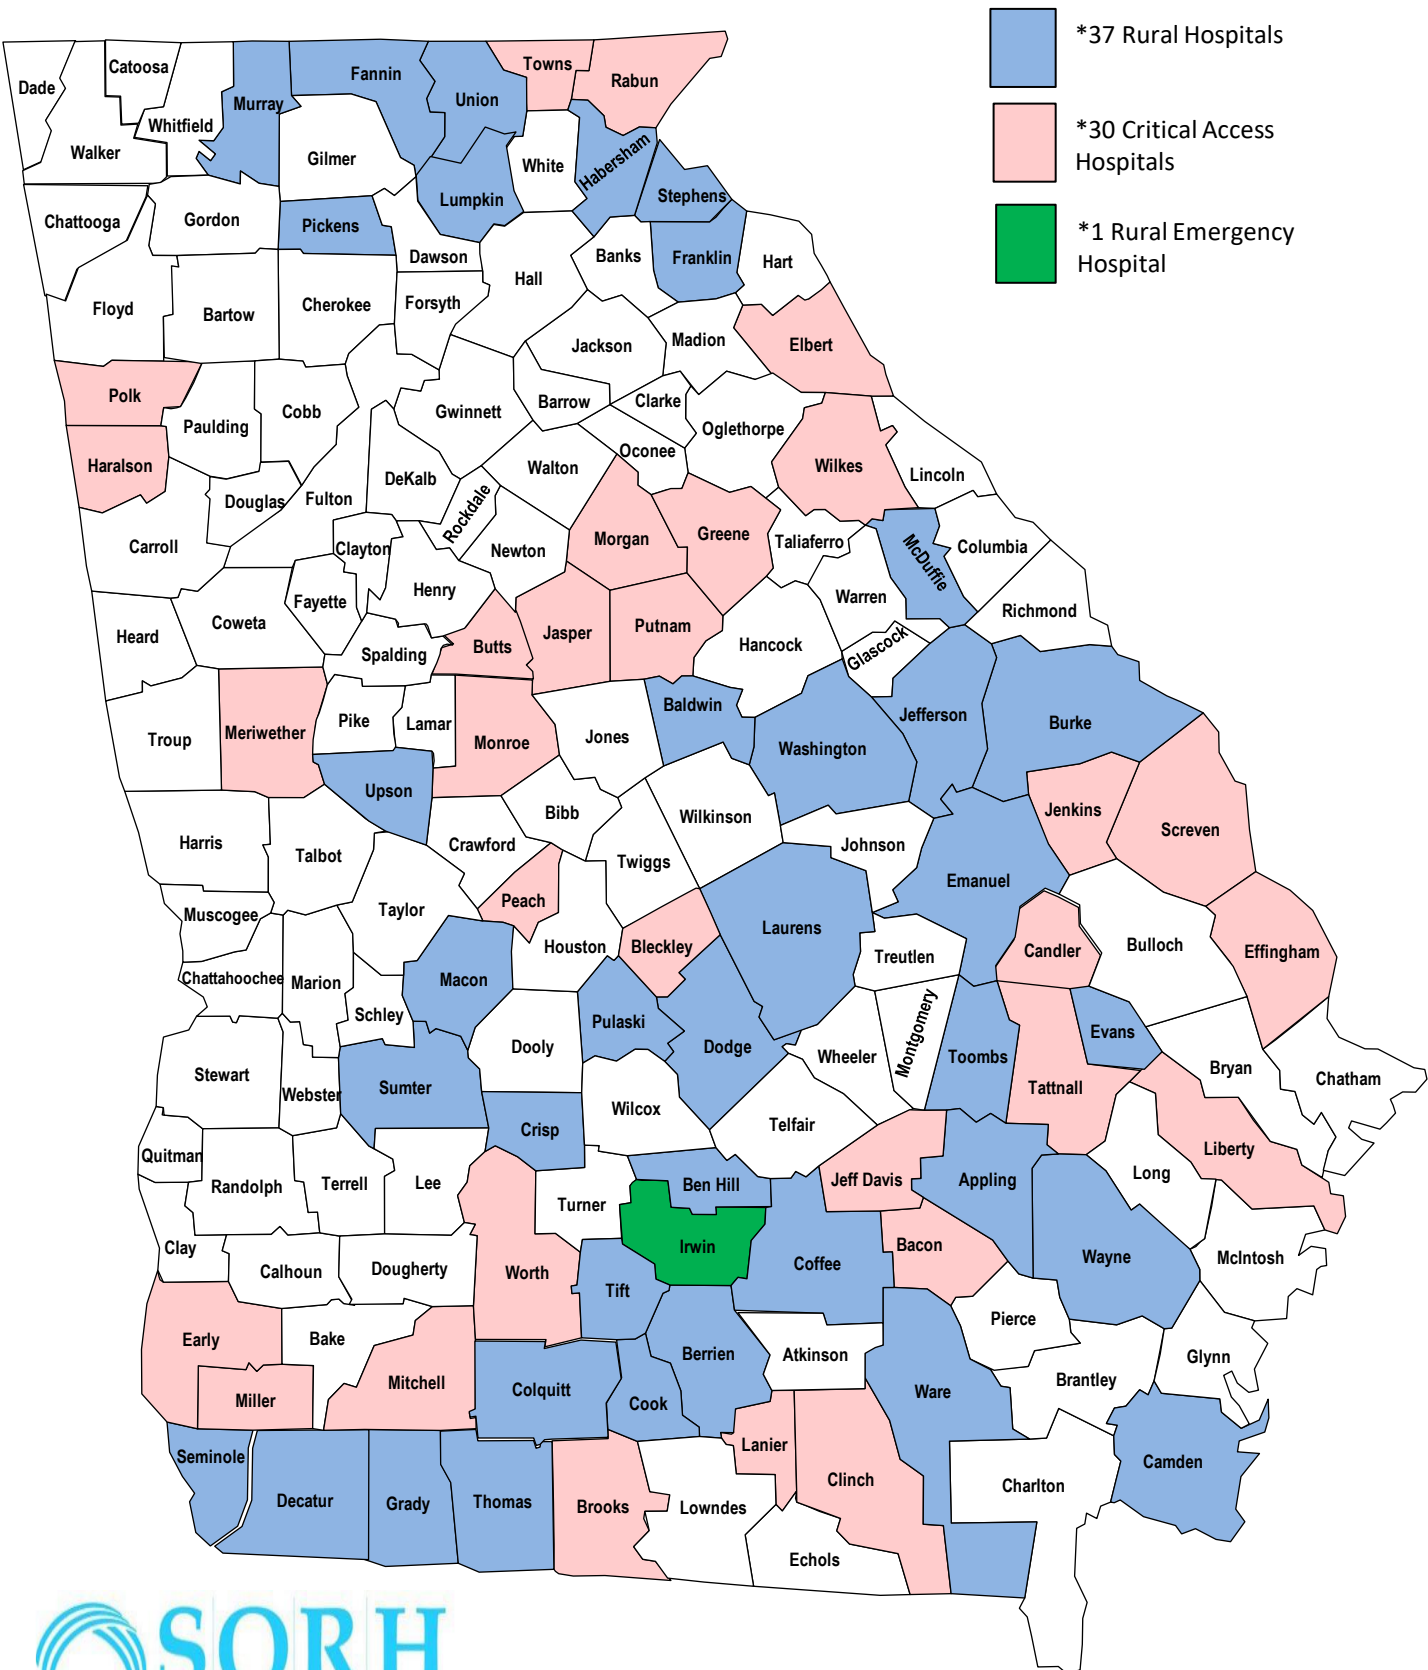 *37 Rural Hospitals
*30 Critical Access
Hospitals
*1 Rural Emergency
Hospital
Dade
Catoosa
Whitfield
Walker
Murray
Fannin
Union
Towns
Rabun
Gilmer
White
Habersham
Lumpkin
Stephens
Chattooga
Gordon
Pickens
Dawson
Hall
Banks
Franklin
Hart
Floyd
Bartow
Cherokee
Forsyth
Jackson
Madion
Elbert
Polk
Paulding
Cobb
Gwinnett
Barrow
Clarke
Oglethorpe
Oconee
Wilkes
Lincoln
Haralson
Douglas
Fulton
DeKalb
Rockdale
Walton
Carroll
Clayton
Henry
Newton
Morgan
Greene
Taliaferro
McDuffie
Columbia
Warren
Richmond
Heard
Coweta
Fayette
Spalding
Butts
Jasper
Putnam
Hancock
Glascock
Troup
Meriwether
Pike
Lamar
Monroe
Jones
Baldwin
Washington
Jefferson
Burke
Upson
Harris
Talbot
Crawford
Bibb
Twiggs
Wilkinson
Johnson
Jenkins
Screven
Emanuel
Muscogee
Taylor
Peach
Houston
Bleckley
Laurens
Treutlen
Candler
Bulloch
Effingham
Chattahoochee
Marion
Schley
Macon
Dooly
Pulaski
Dodge
Wheeler
Montgomery
Toombs
Tattnall
Evans
Bryan
Chatham
Stewart
Webster
Sumter
Crisp
Wilcox
Telfair
Quitman
Randolph
Terrell
Lee
Turner
Ben Hill
Jeff Davis
Appling
Long
Liberty
Clay
Calhoun
Dougherty
Worth
Irwin
Tift
Coffee
Bacon
Wayne
McIntosh
Early
Bake
Miller
Mitchell
Colquitt
Cook
Berrien
Atkinson
Pierce
Ware
Brantley
Glynn
Seminole
Decatur
Grady
Thomas
Brooks
Lowndes
Lanier
Clinch
Echols
Charlton
Camden
SORH